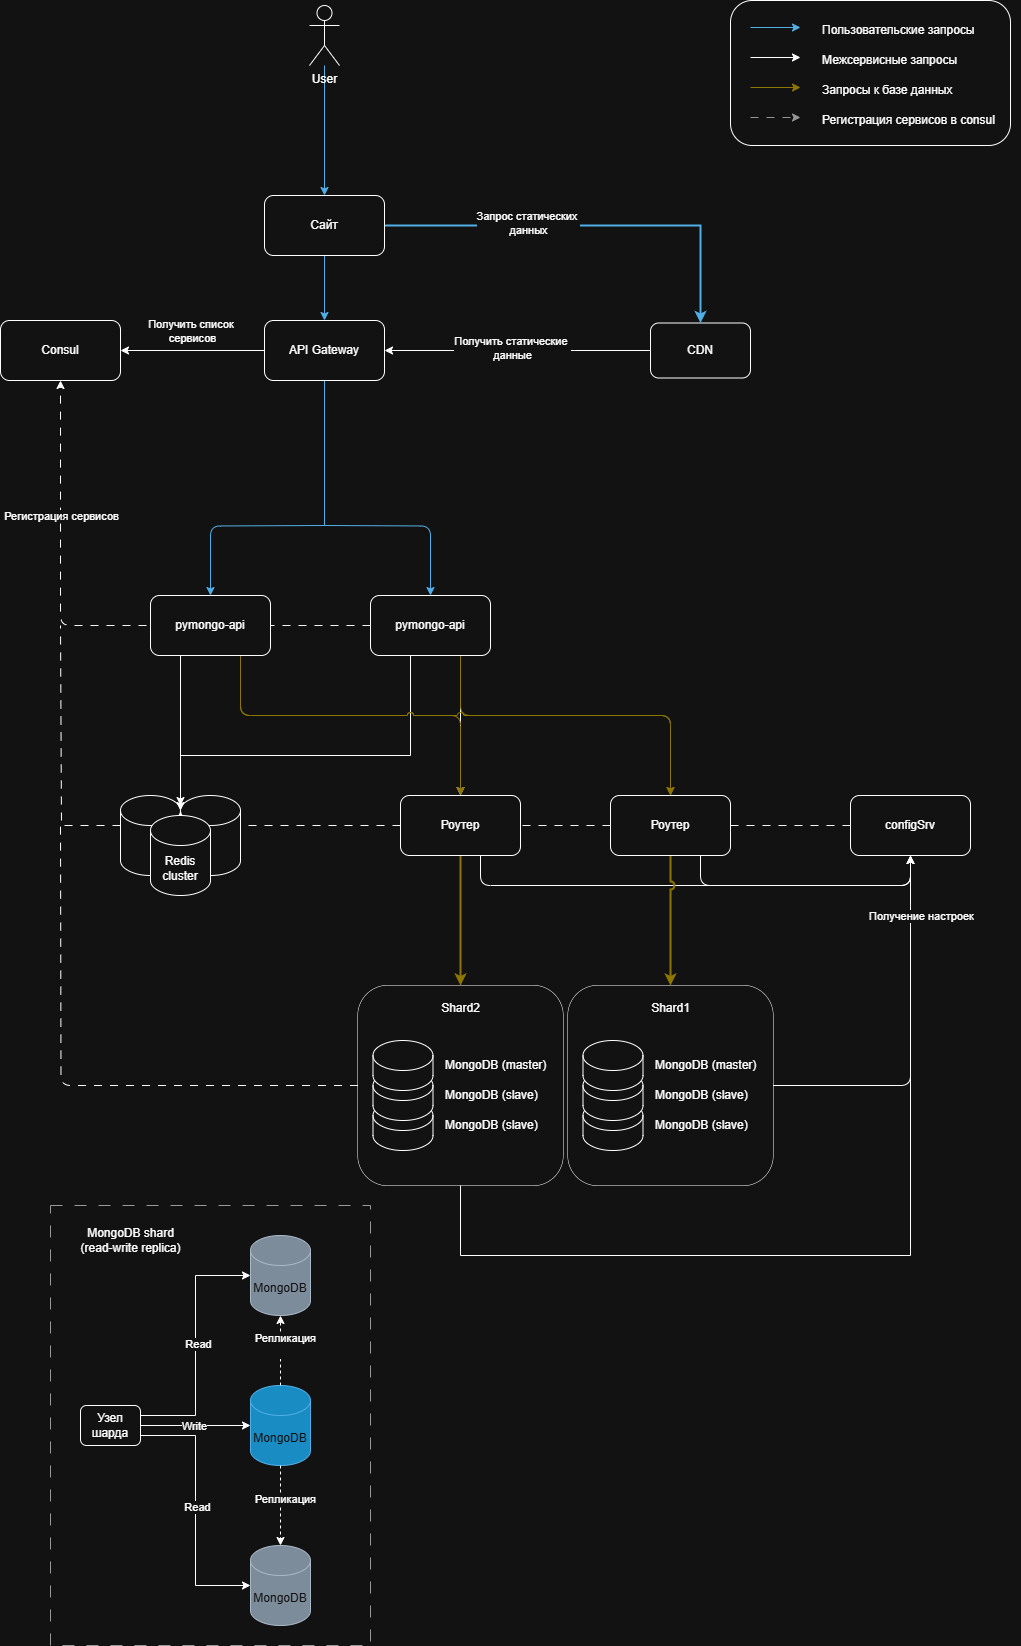 User
Пользовательские запросы
Межсервисные запросы
Запросы к базе данных
Регистрация сервисов в consul
Сайт
Запрос статических
данных
Consul
Получить список
сервисов
API Gateway
Получить статические
данные
CDN
Регистрация сервисов
pymongo-api
pymongo-api
Redis
cluster
Роутер
Роутер
configSrv
Получение настроек
Shard2
MongoDB (master)
MongoDB (slave)
MongoDB (slave)
Shard1
MongoDB (master)
MongoDB (slave)
MongoDB (slave)
MongoDB shard
(read-write replica)
MongoDB
Репликация
Read
Узел
шарда
Write
MongoDB
Репликация
Read
MongoDB